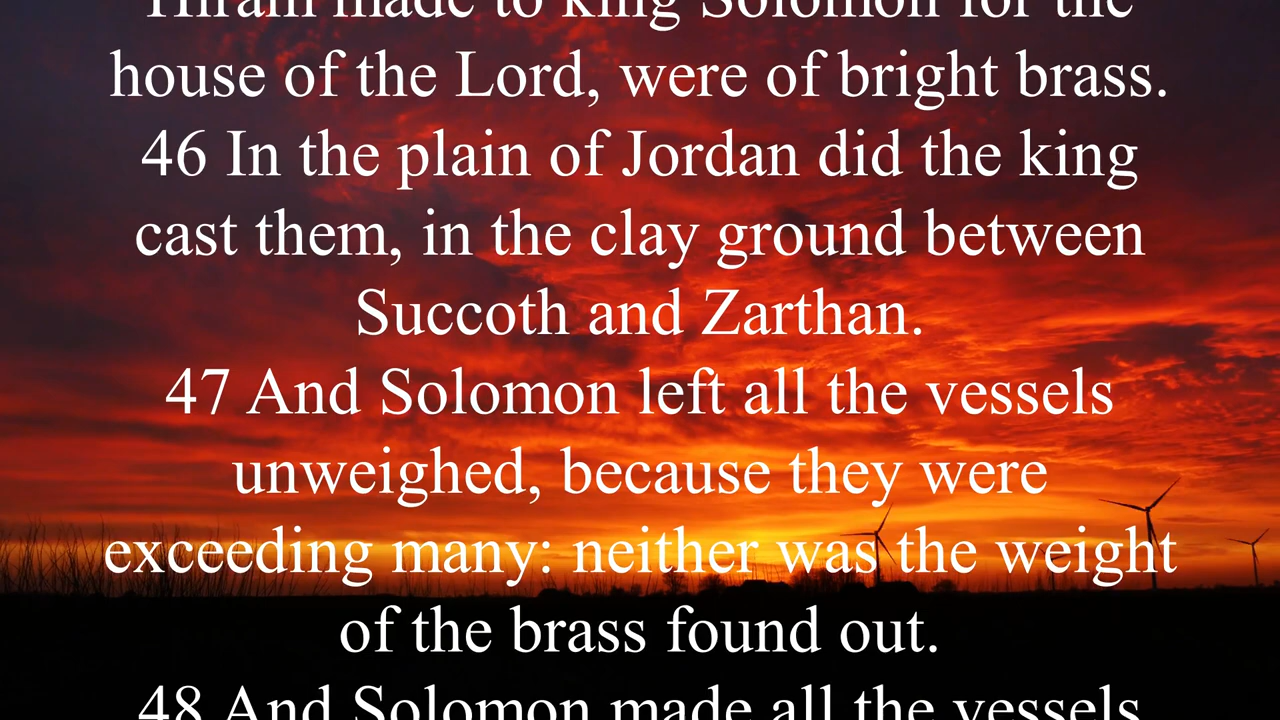 Hiram made to king Solomon for the
house of the Lord, were of bright brass.
46 In the plain of Jordan did the king
cast them, in the clay ground between
Succoth and Zarthan.
47 And Solomon left all the vessels
unweighed, because they were
exceeding many: neither was the weight
of the brass found out.
48 And Solomon made all the vessels